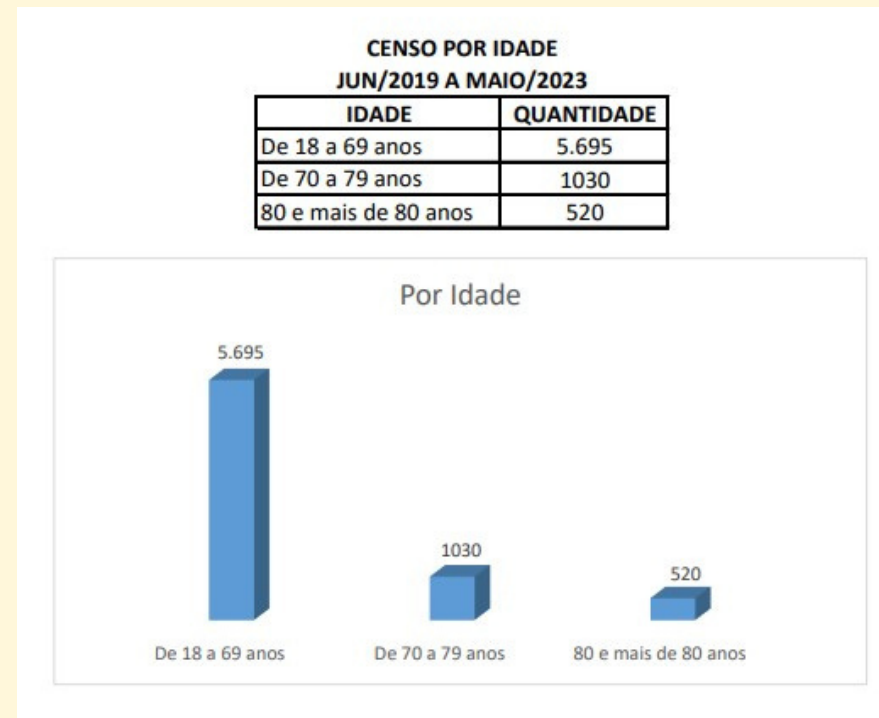 CENSO POR IDADE
JUN/2019 A MAIO/2023
IDADE QUANTIDADE
De 18 a 69 anos 5.695
De 70 a 79 anos 1030
80 e mais de 80 anos 520
Por Idade
5.695
1030
520
De 18 a 69 anos De 70 a 79 anos 80 e mais de 80 anos